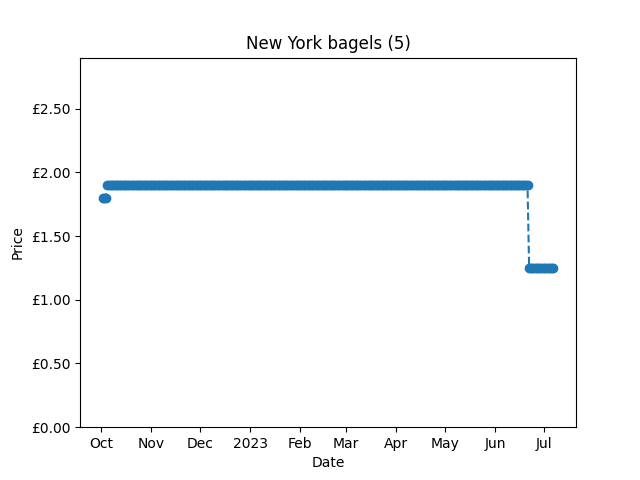 New York bagels (5)
£2.50
£2.00
£1.50
£1.00
£0.50
£0.00
Price
Oct Nov Dec 2023 Feb Mar Apr May Jun Jul
Date